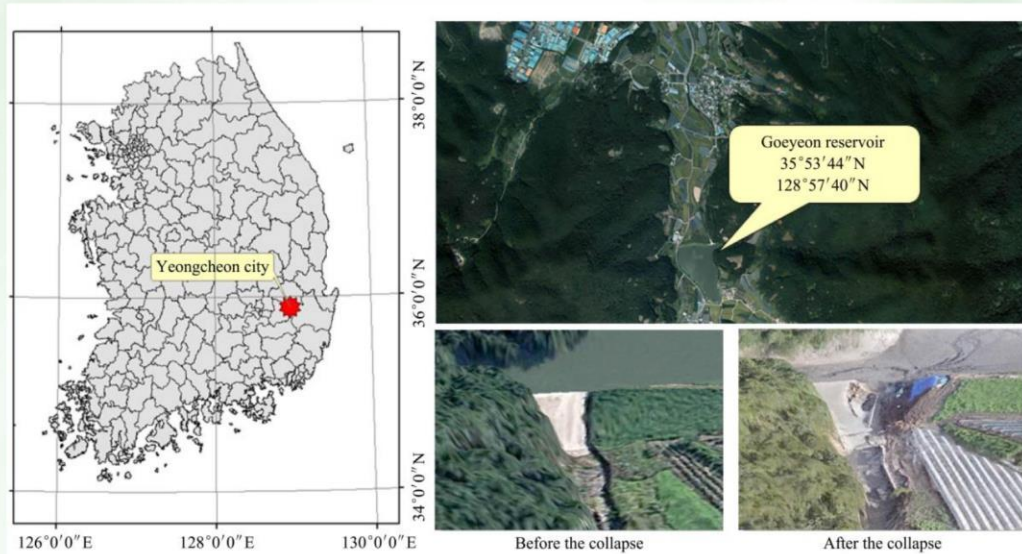 38°0′0″N
36°0′0″N
34°0′0″N
126°0′0″E
128°0′0″E
130°0′0″E
Yeongcheon city
Goeyeon reservoir
35°53′44″N
128°57′40″N
Before the collapse
After the collapse